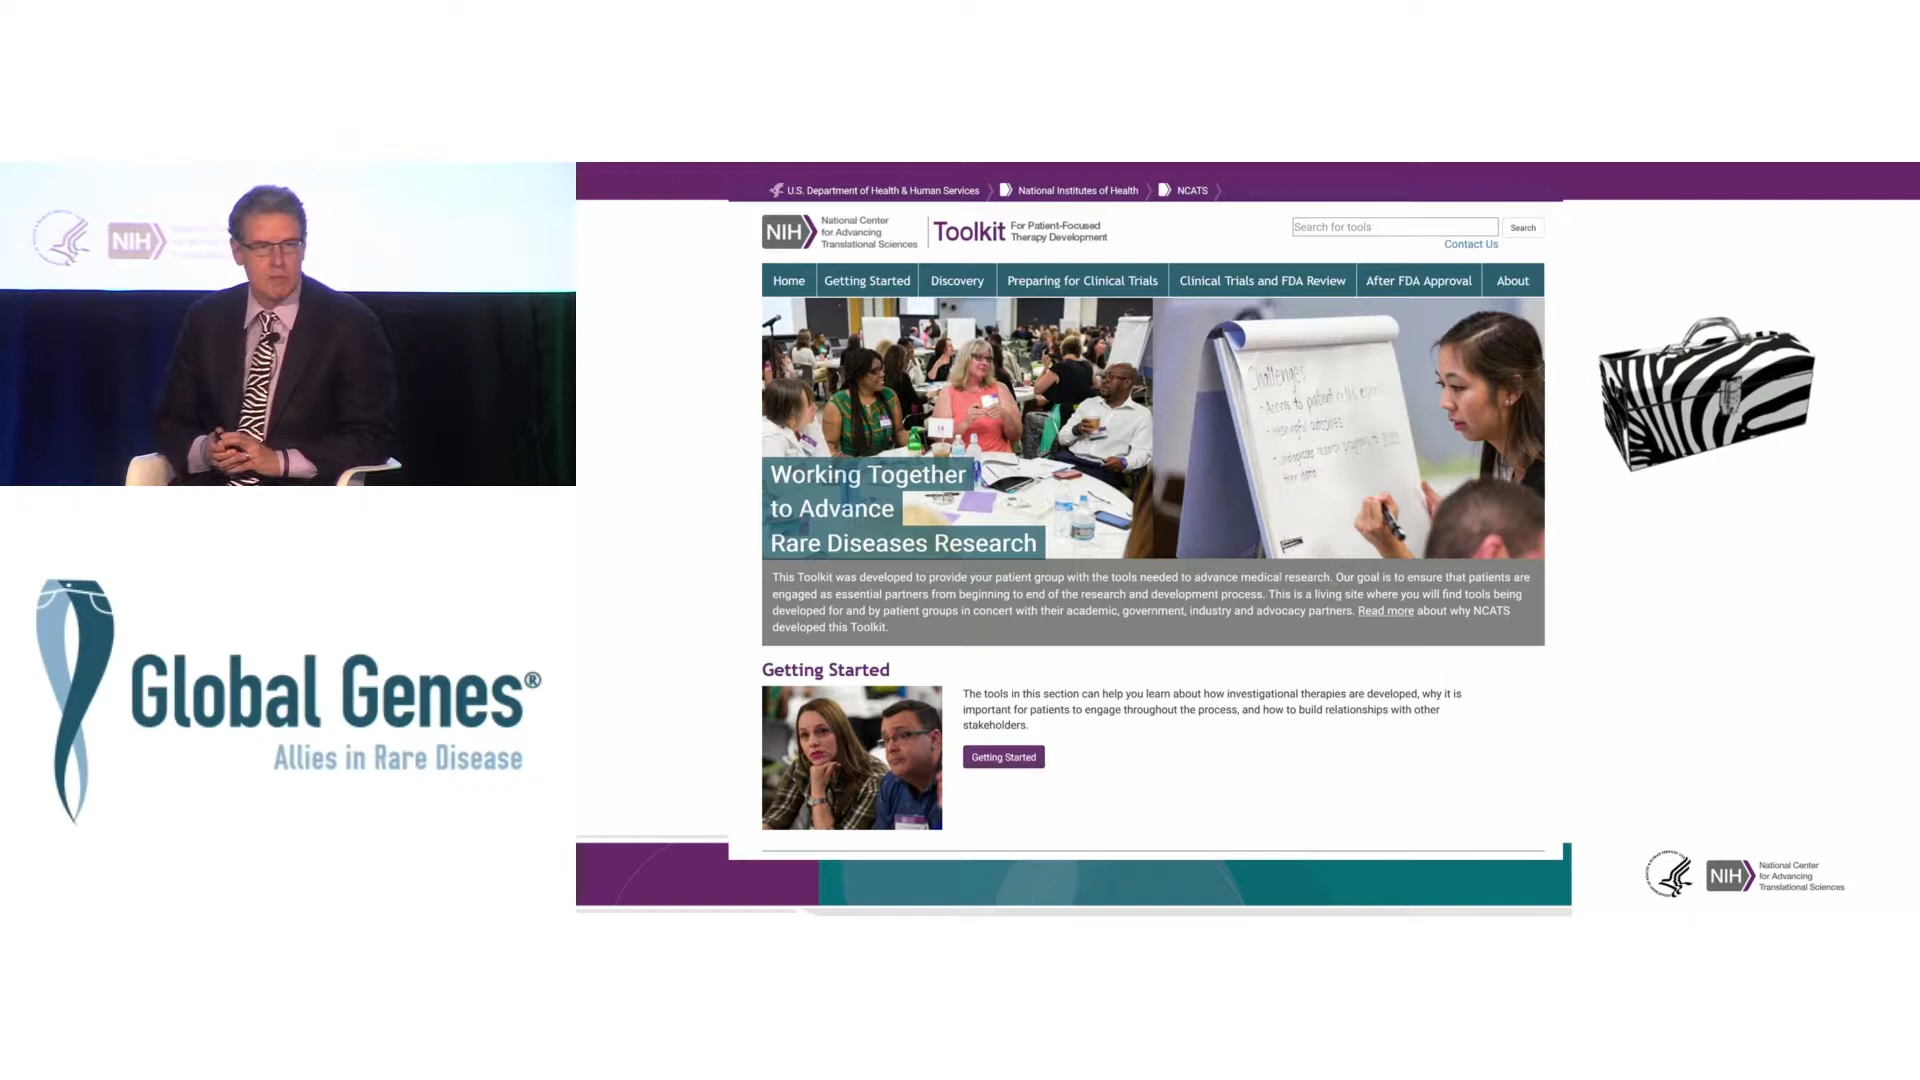 NIH
Global Genes®
Allies in Rare Disease
U.S. Department of Health & Human Services
National Institutes of Health
NCATS
NIH
National Center
for Advancing
Translational Sciences
Toolkit
For Patient-Focused
Therapy Development
Search for tools
Search
Contact Us
Home
Getting Started
Discovery
Preparing for Clinical Trials
Clinical Trials and FDA Review
After FDA Approval
About
Challenges
- Access to patient
- meaningful outcomes
Working Together
to Advance
Rare Diseases Research
This Toolkit was developed to provide your patient group with the tools needed to advance medical research. Our goal is to ensure that patients are
engaged as essential partners from beginning to end of the research and development process. This is a living site where you will find tools being
developed for and by patient groups in concert with their academic, government, industry and advocacy partners. Read more about why NCATS
developed this Toolkit.
Getting Started
The tools in this section can help you learn about how investigational therapies are developed, why it is
important for patients to engage throughout the process, and how to build relationships with other
stakeholders.
Getting Started
NIH
National Center
for Advancing
Translational Sciences